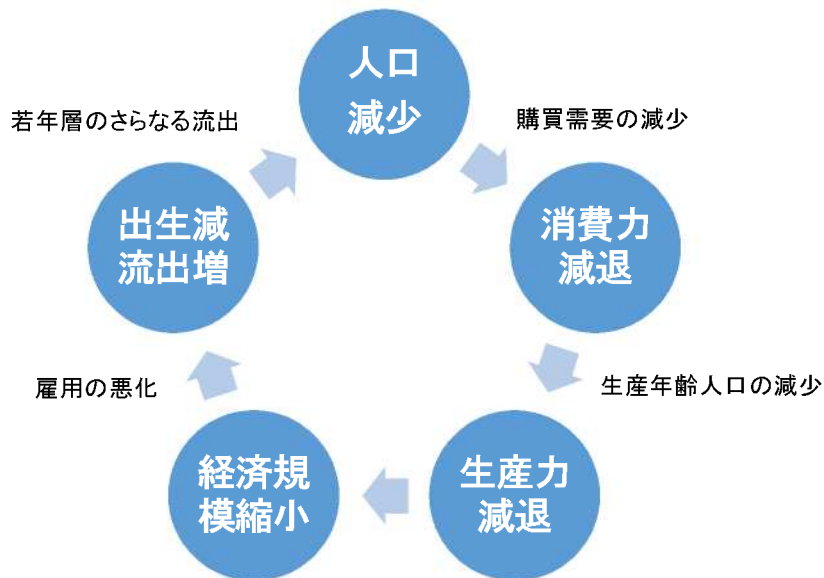 人口
減少
購買需要の減少
消費力
減退
生産年齢人口の減少
生産力
減退
経済規
模縮小
雇用の悪化
出生減
流出増
若年層のさらなる流出